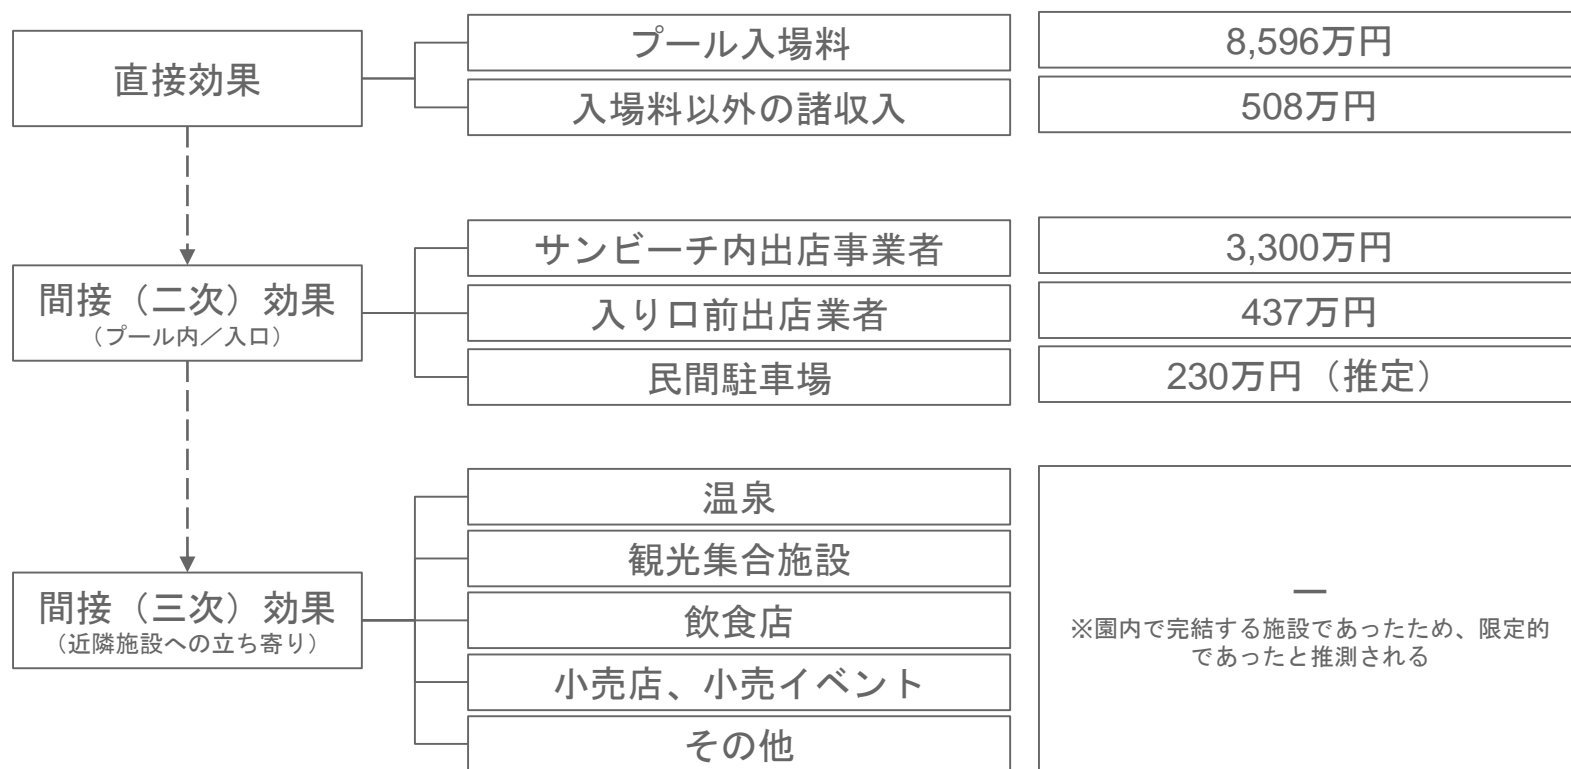 直接効果
プール入場料
8,596万円
入場料以外の諸収入
508万円
間接（二次）効果
（プール内／入口）
サンビーチ内出店事業者
3,300万円
入り口前出店業者
437万円
民間駐車場
230万円（推定）
間接（三次）効果
（近隣施設への立ち寄り）
温泉
観光集合施設
飲食店
小売店、小売イベント
その他
ー
※園内で完結する施設であったため、限定的
であったと推測される